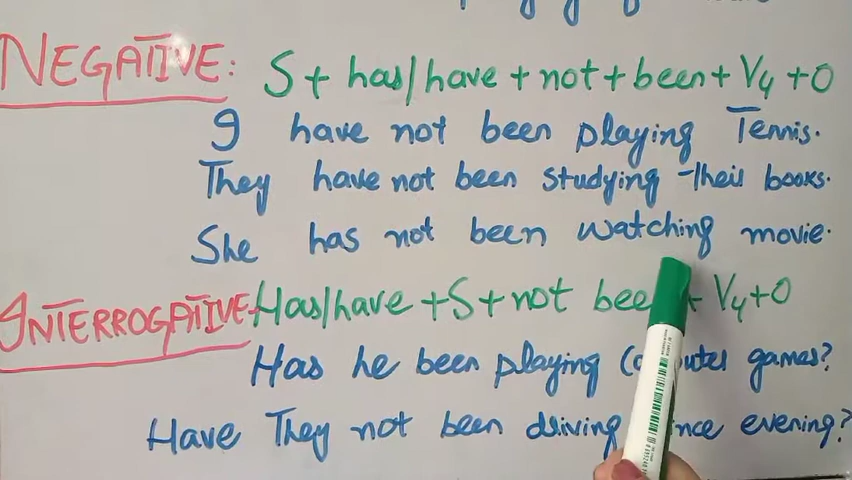 NEGATIVE: S + has/have + not + been + V4 + O
I have not been playing Tennis.
They have not been studying their books.
She has not been watching movie.
INTERROGATIVE - Has/have + S + not bee + V4 + O
Has he been playing games?
Have They not been driving evening?